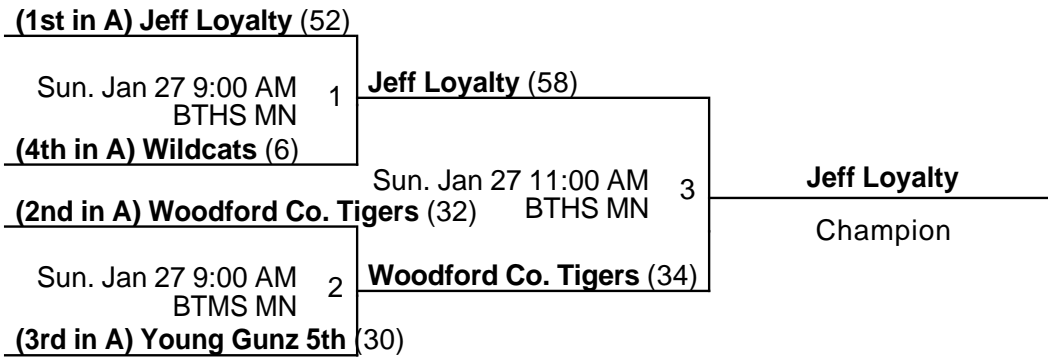 (1st in A) Jeff Loyalty (52)
Sun. Jan 27 9:00 AM
BTHS MN
1
Jeff Loyalty (58)
(4th in A) Wildcats (6)
Sun. Jan 27 11:00 AM
BTHS MN
3
Jeff Loyalty
Champion
(2nd in A) Woodford Co. Tigers (32)
Sun. Jan 27 9:00 AM
BTMS MN
2
Woodford Co. Tigers (34)
(3rd in A) Young Gunz 5th (30)